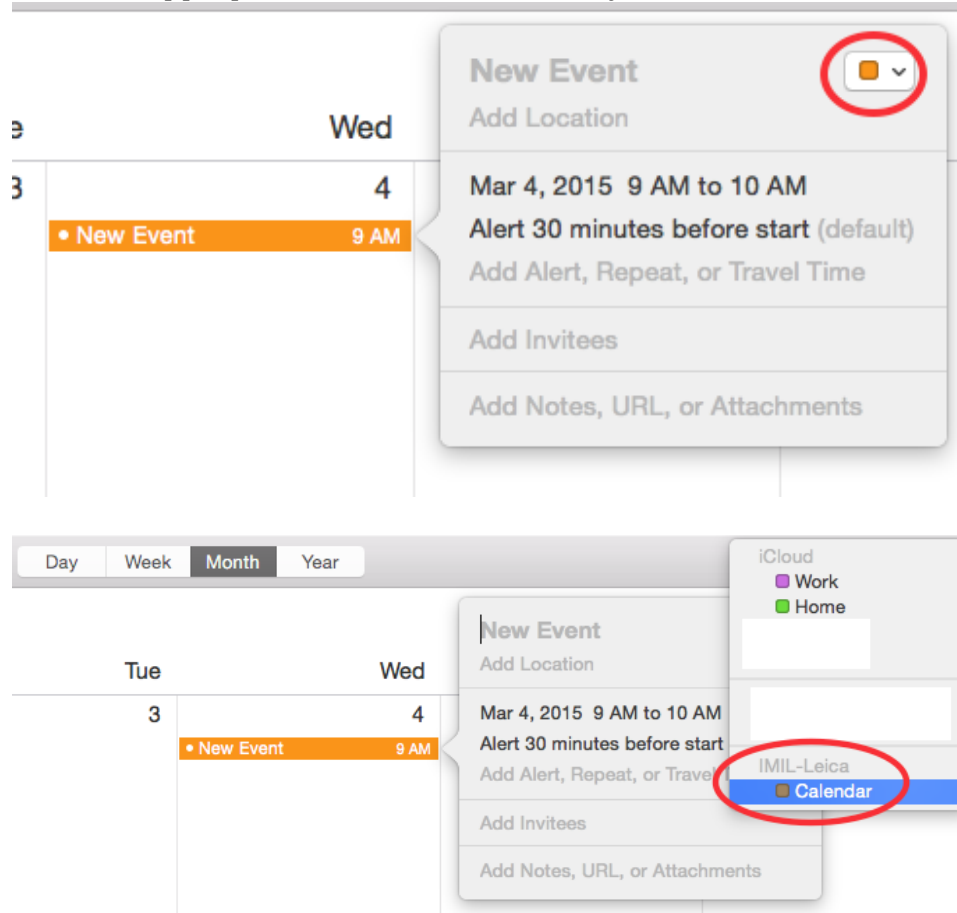 New Event
Add Location
e
Wed
3
4
• New Event 9 AM
Mar 4, 2015 9 AM to 10 AM
Alert 30 minutes before start (default)
Add Alert, Repeat, or Travel Time
Add Invitees
Add Notes, URL, or Attachments
Day Week Month Year
iCloud
Work
Home
New Event
Add Location
Tue Wed
3 4
• New Event 9 AM
Mar 4, 2015 9 AM to 10 AM
Alert 30 minutes before start
Add Alert, Repeat, or Travel
IMIL-Leica
Calendar
Add Invitees
Add Notes, URL, or Attachments